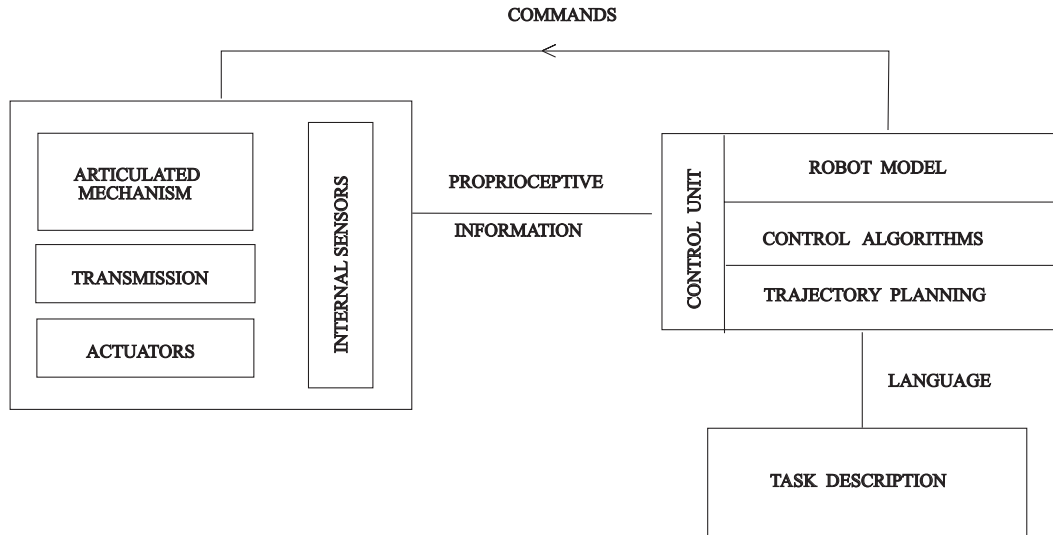 COMMANDS
ARTICULATED
MECHANISM
TRANSMISSION
ACTUATORS
INTERNAL SENSORS
PROPRIOCEPTIVE
INFORMATION
CONTROL UNIT
ROBOT MODEL
CONTROL ALGORITHMS
TRAJECTORY PLANNING
LANGUAGE
TASK DESCRIPTION